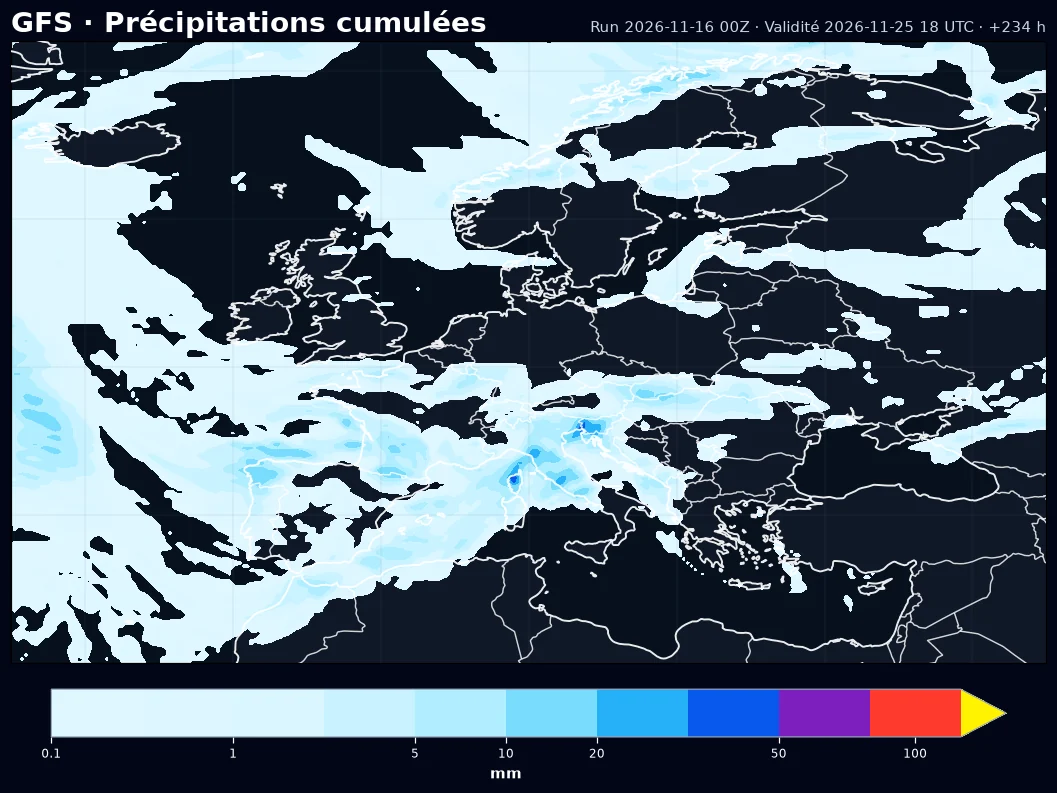 GFS · Précipitations cumulées
Run 2026-11-16 00Z · Validité 2026-11-25 18 UTC · +234 h
0.1 1 5 10 20 50 100
mm